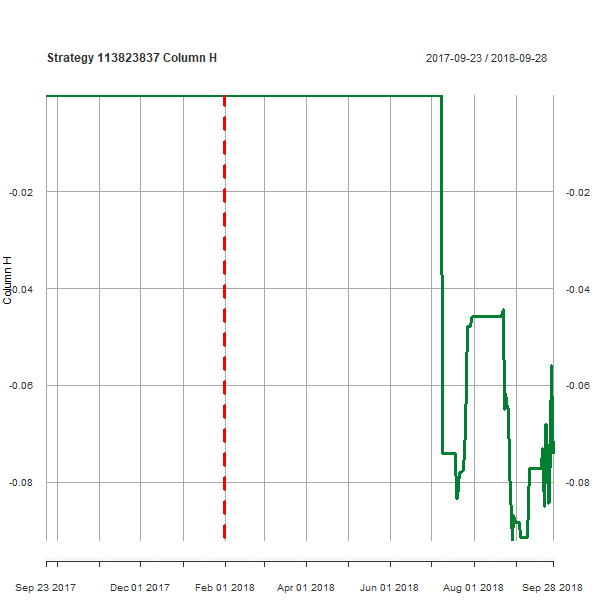 Strategy 113823837 Column H
2017-09-23 / 2018-09-28
Column H
-0.02
-0.02
-0.04
-0.04
-0.06
-0.06
-0.08
-0.08
Sep 23 2017
Dec 01 2017
Feb 01 2018
Apr 01 2018
Jun 01 2018
Aug 01 2018
Sep 28 2018